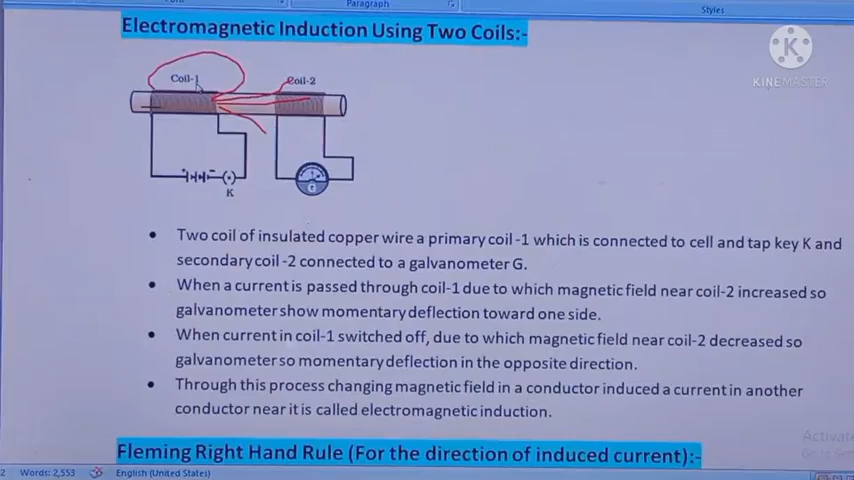 Paragraph
Styles
Electromagnetic Induction Using Two Coils:-
K
KINEMASTER
Coil-1
Coil-2
K
G
Two coil of insulated copper wire a primary coil -1 which is connected to cell and tap key K and
secondary coil -2 connected to a galvanometer G.
When a current is passed through coil-1 due to which magnetic field near coil-2 increased so
galvanometer show momentary deflection toward one side.
When current in coil-1 switched off, due to which magnetic field near coil-2 decreased so
galvanometer so momentary deflection in the opposite direction.
Through this process changing magnetic field in a conductor induced a current in another
conductor near it is called electromagnetic induction.
Activate
Fleming Right Hand Rule (For the direction of induced current):-
2 Words: 2,553 English (United States)